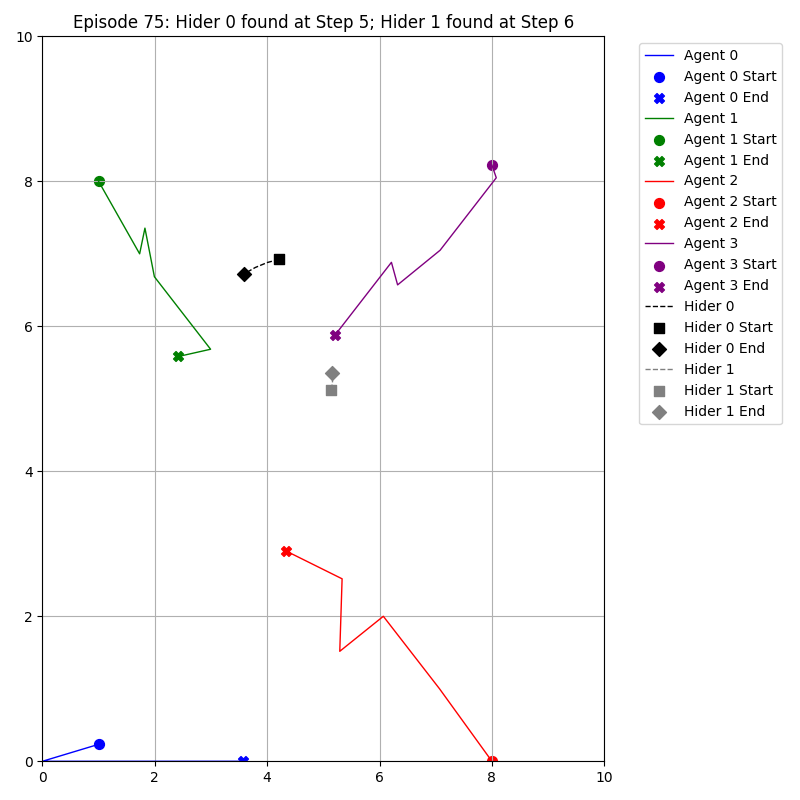 Episode 75: Hider 0 found at Step 5; Hider 1 found at Step 6
10
8
6
4
2
0
0 2 4 6 8 10
Agent 0
Agent 0 Start
Agent 0 End
Agent 1
Agent 1 Start
Agent 1 End
Agent 2
Agent 2 Start
Agent 2 End
Agent 3
Agent 3 Start
Agent 3 End
Hider 0
Hider 0 Start
Hider 0 End
Hider 1
Hider 1 Start
Hider 1 End